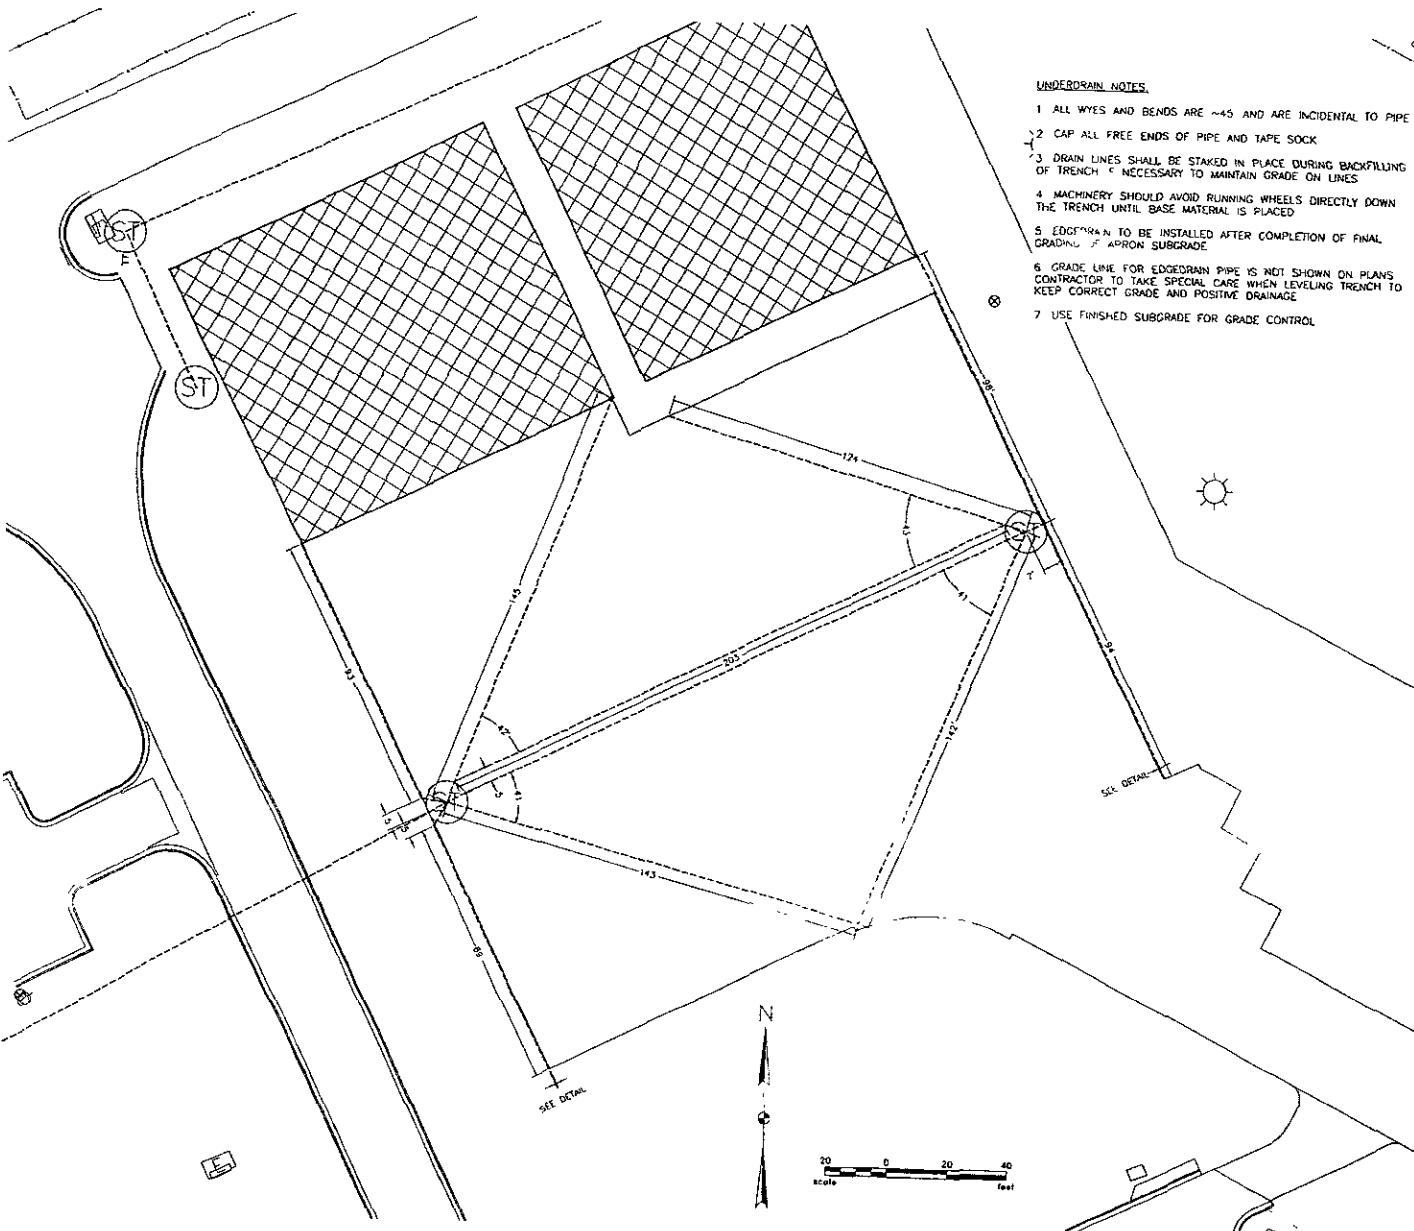 UNDERDRAIN NOTES.
1 ALL WYES AND BENDS ARE ~45 AND ARE INCIDENTAL TO PIPE
2 CAP ALL FREE ENDS OF PIPE AND TAPE SOCK
3 DRAIN LINES SHALL BE STAKED IN PLACE DURING BACKFILLING
OF TRENCH NECESSARY TO MAINTAIN GRADE ON LINES
4 MACHINERY SHOULD AVOID RUNNING WHEELS DIRECTLY DOWN
THE TRENCH UNTIL BASE MATERIAL IS PLACED
5 EDGEDRAIN TO BE INSTALLED AFTER COMPLETION OF FINAL
GRADING OF APRON SUBGRADE
6 GRADE LINE FOR EDGEDRAIN PIPE IS NOT SHOWN ON PLANS
CONTRACTOR TO TAKE SPECIAL CARE WHEN LEVELING TRENCH TO
KEEP CORRECT GRADE AND POSITIVE DRAINAGE
7 USE FINISHED SUBGRADE FOR GRADE CONTROL
ST
E
ST
98'
124
43
ST
7'
41
145
203
93
94
42'
142'
SEE DETAIL
5
41
ST
5
5'
143
89
N
SEE DETAIL
E
20 0 20 40
scale feet